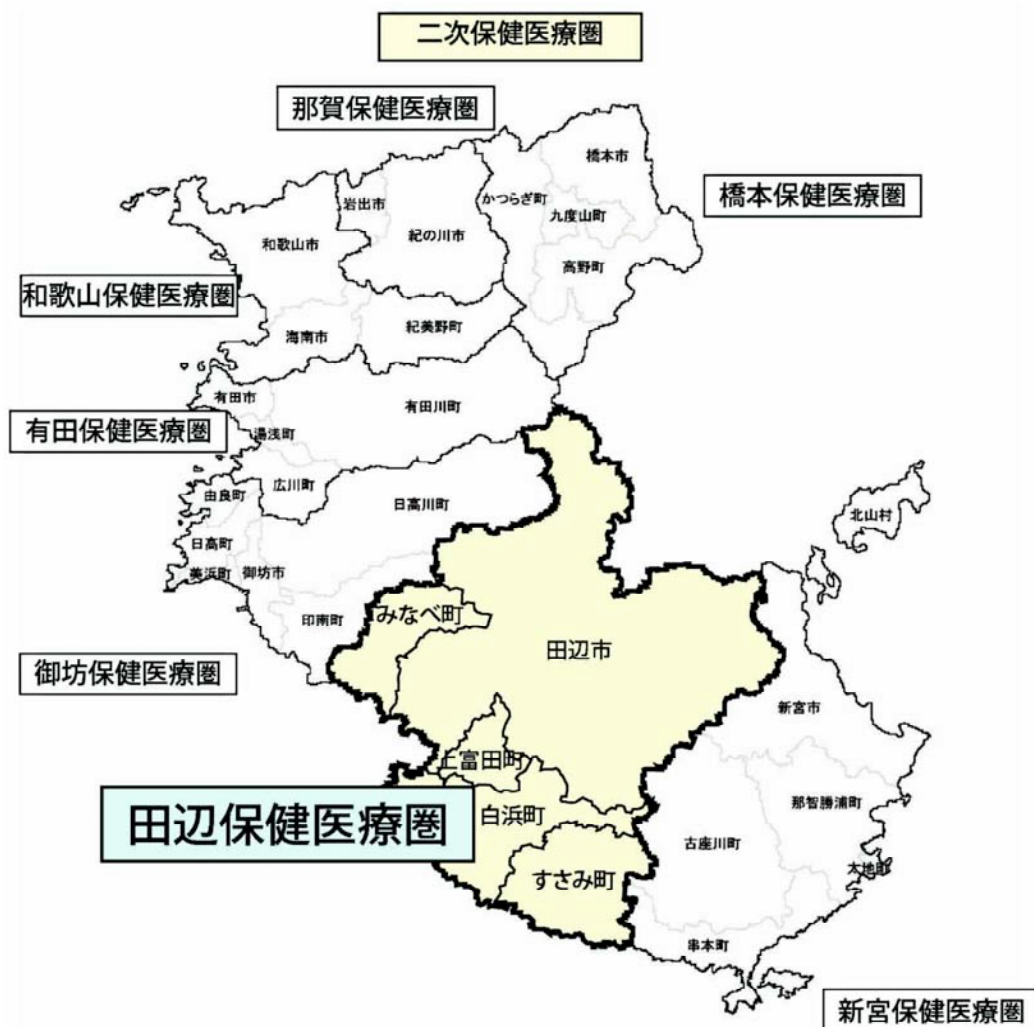 二次保健医療圏
那賀保健医療圏
橋本市
橋本保健医療圏
かつらぎ町
岩出市
九度山町
和歌山市
紀の川市
高野町
和歌山保健医療圏
紀美野町
海南市
有田市
有田川町
有田保健医療圏
湯浅町
広川町
由良町
日高川町
北山村
日高町
美浜町
御坊市
印南町
みなべ町
田辺市
御坊保健医療圏
新宮市
上富田町
田辺保健医療圏
白浜町
那智勝浦町
古座川町
太地町
すさみ町
串本町
新宮保健医療圏